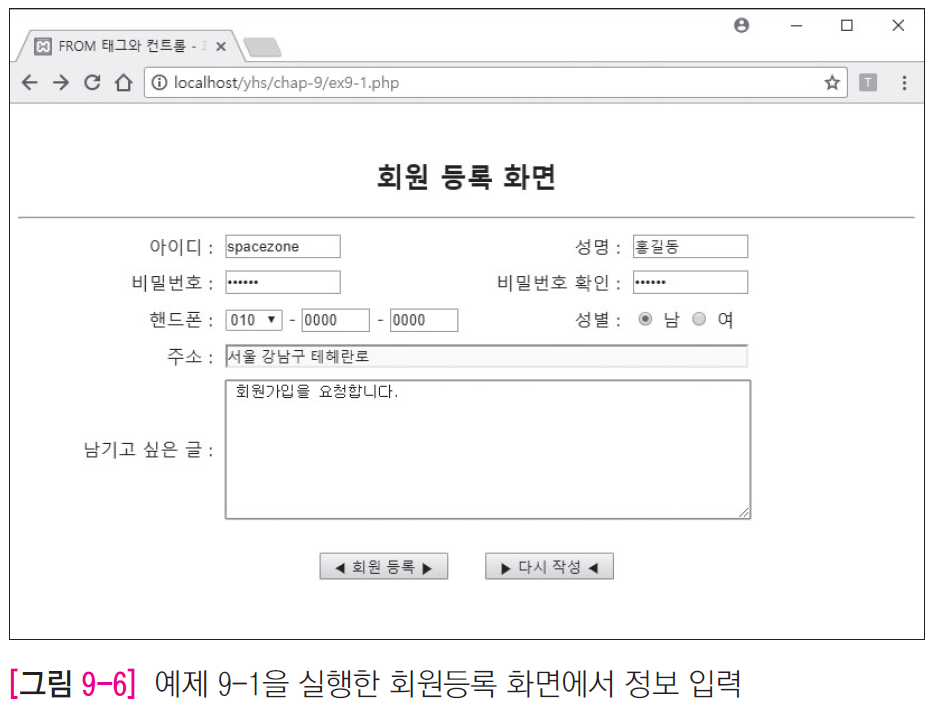 FROM 태그와 컨트롤 -
localhost/yhs/chap-9/ex9-1.php
T
회원 등록 화면
아이디 : spacezone 성명 : 홍길동
비밀번호 : •••••• 비밀번호 확인 : ••••••
핸드폰 : 010 ▼ - 0000 - 0000 성별 : 남 여
주소 : 서울 강남구 테헤란로
회원가입을 요청합니다.
남기고 싶은 글 :
◀ 회원 등록 ▶ ▶ 다시 작성 ◀
[그림 9-6] 예제 9-1을 실행한 회원등록 화면에서 정보 입력